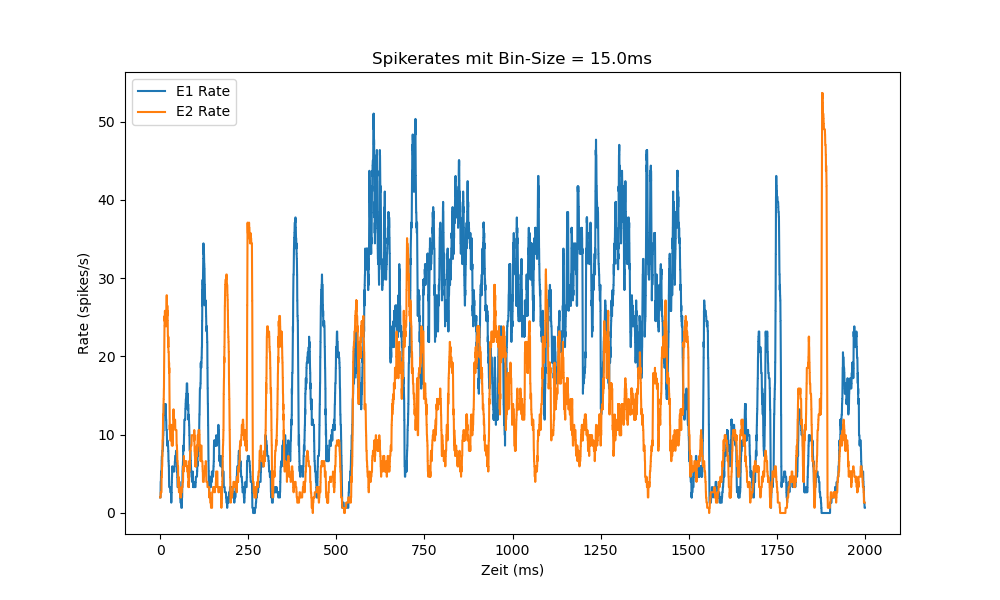 Spikerates mit Bin-Size = 15.0ms
E1 Rate
E2 Rate
Rate (spikes/s)
50
40
30
20
10
0
0 250 500 750 1000 1250 1500 1750 2000
Zeit (ms)